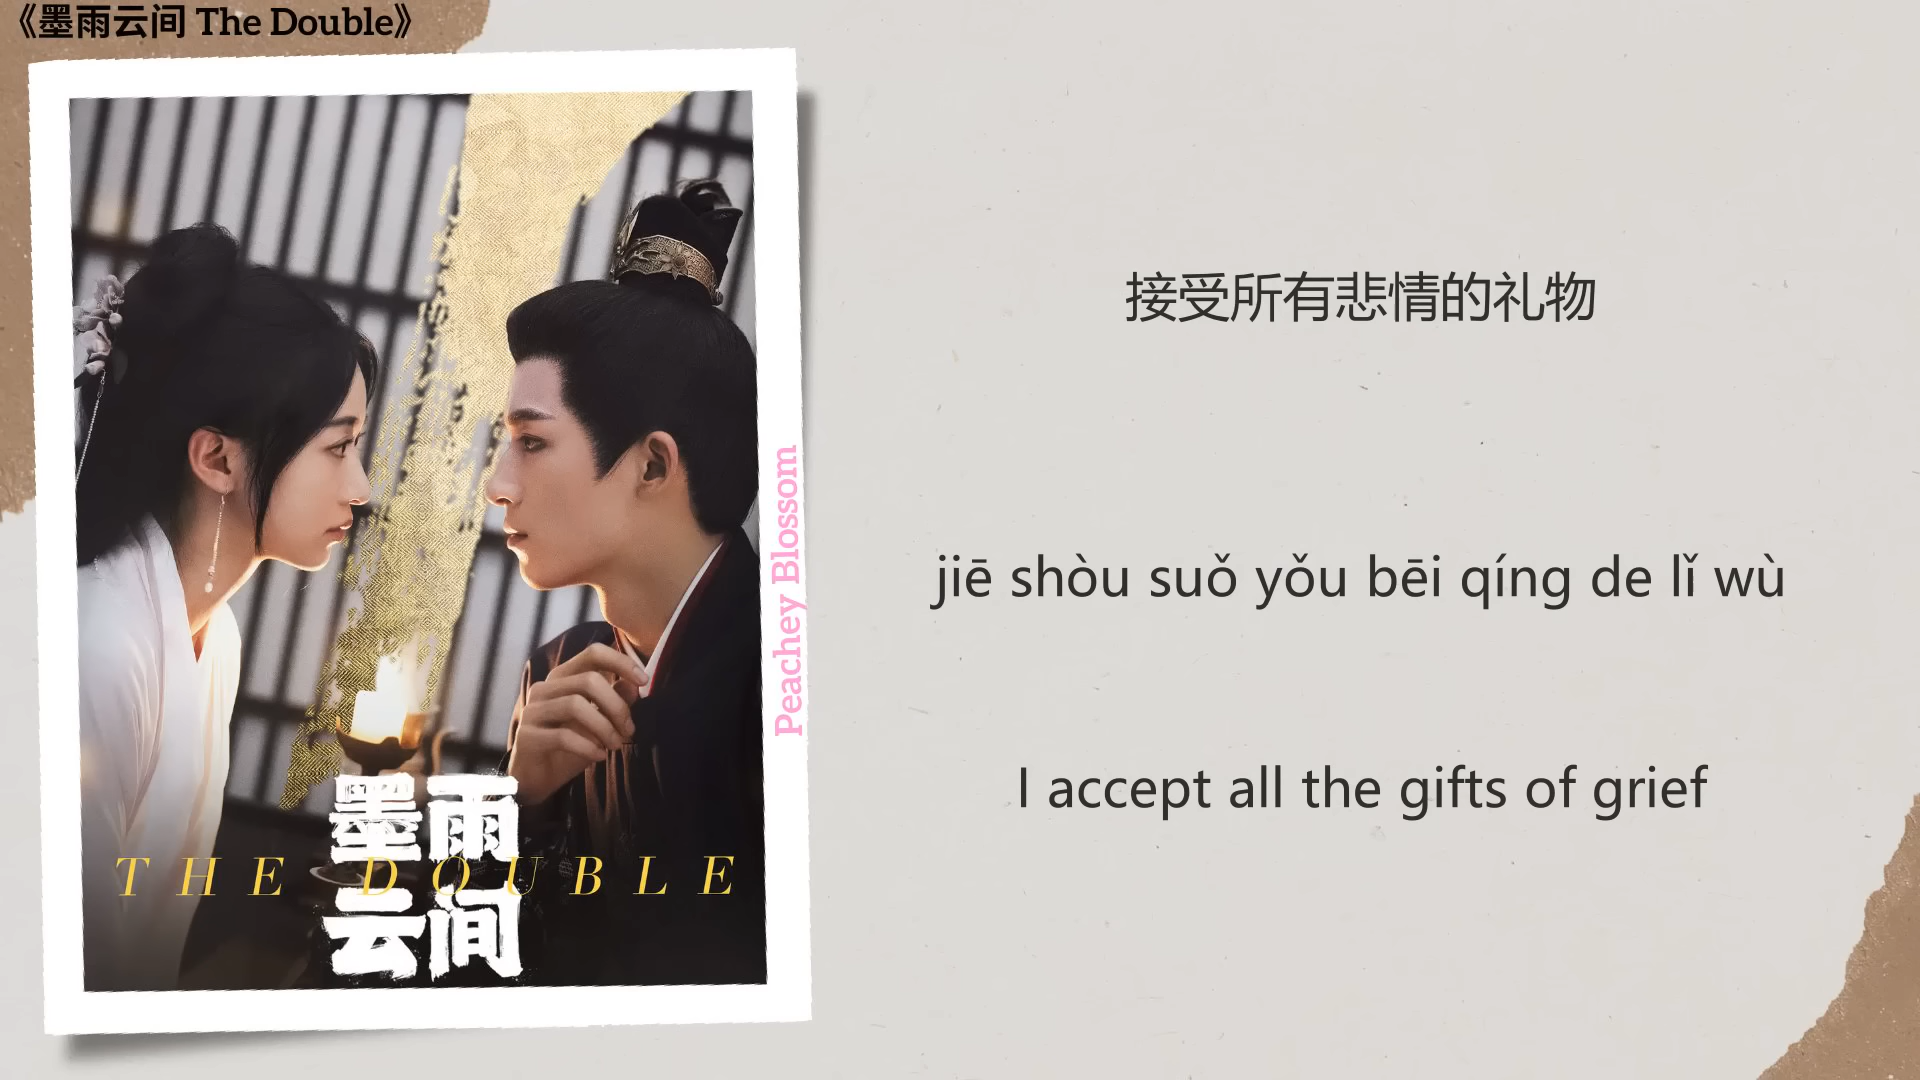 《墨雨云间 The Double》
墨雨
THE DOUBLE
云间
Peachey Blossom
接受所有悲情的礼物
jiē shòu suǒ yǒu bēi qíng de lǐ wù
I accept all the gifts of grief